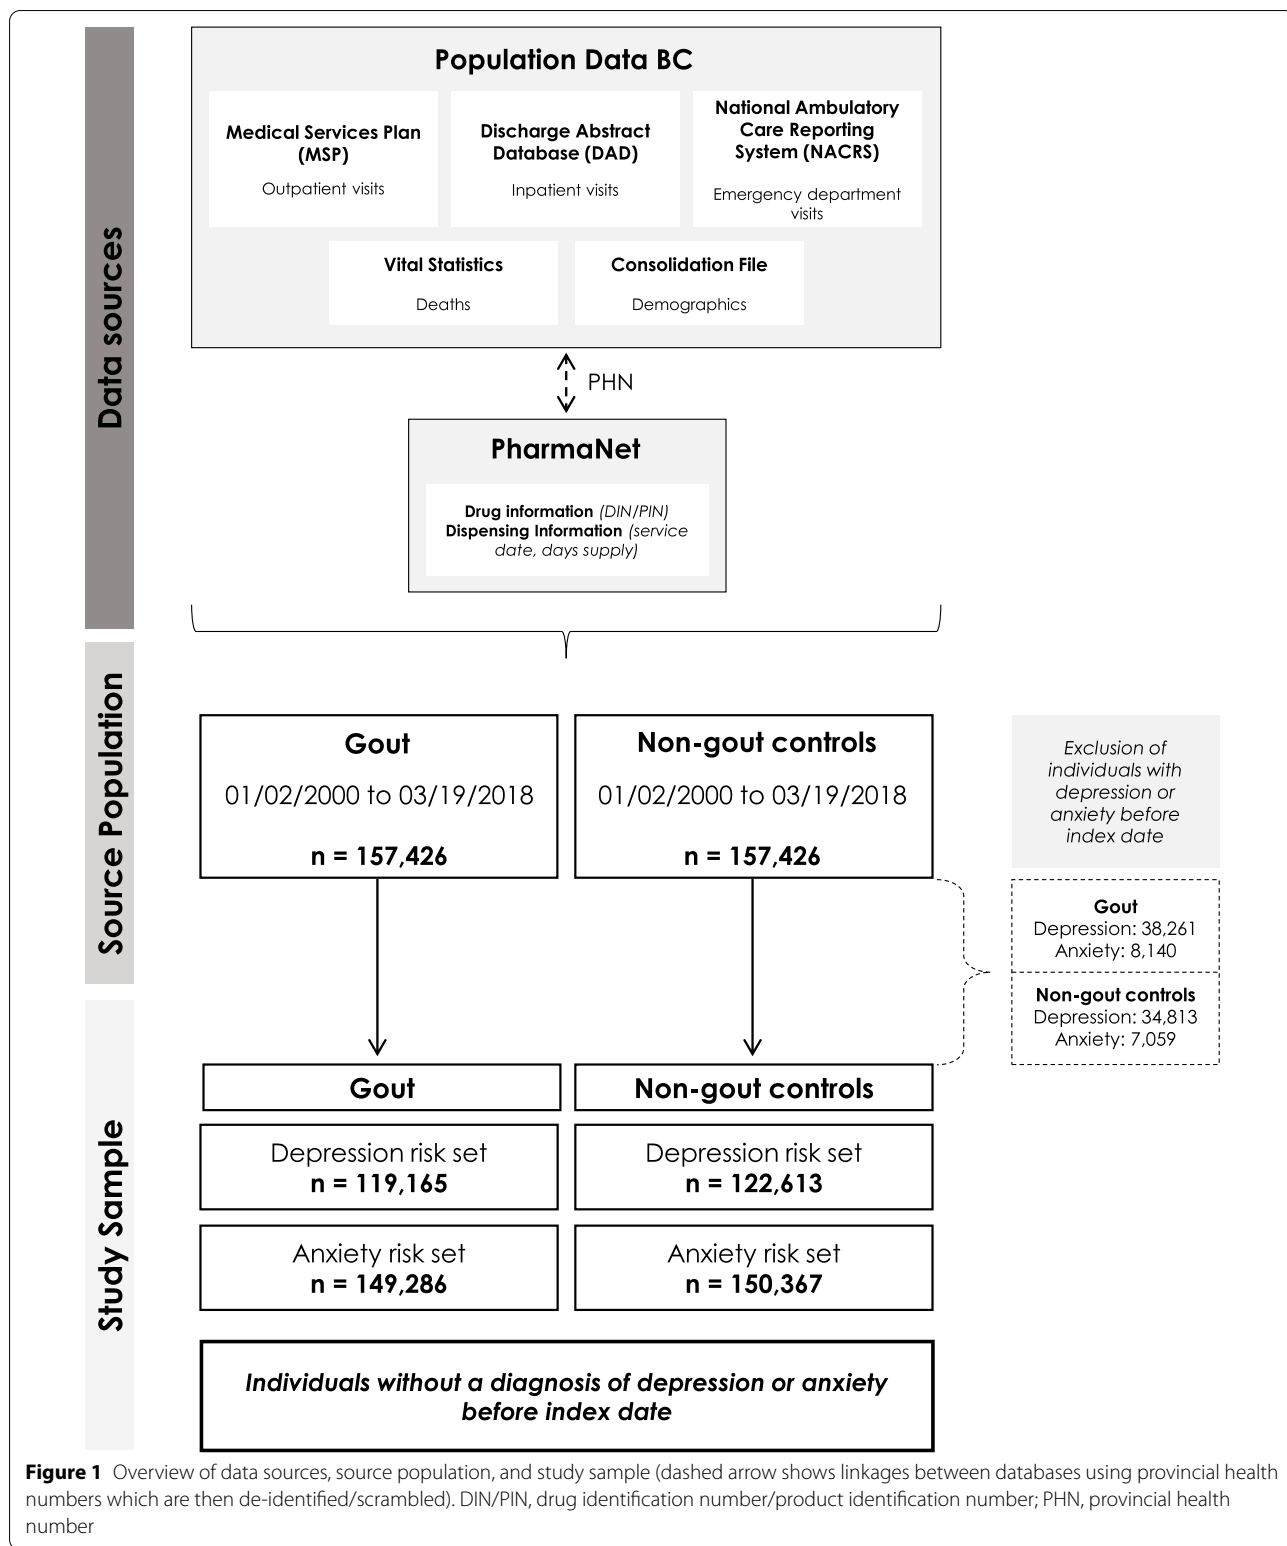 Data sources
Population Data BC
Medical Services Plan
(MSP)
Outpatient visits
Discharge Abstract
Database (DAD)
Inpatient visits
National Ambulatory
Care Reporting
System (NACRS)
Emergency department
visits
Vital Statistics
Deaths
Consolidation File
Demographics
PHN
PharmaNet
Drug information (DIN/PIN)
Dispensing Information (service
date, days supply)
Source Population
Gout
01/02/2000 to 03/19/2018
n = 157,426
Non-gout controls
01/02/2000 to 03/19/2018
n = 157,426
Exclusion of
individuals with
depression or
anxiety before
index date
Gout
Depression: 38,261
Anxiety: 8,140
Non-gout controls
Depression: 34,813
Anxiety: 7,059
Study Sample
Gout
Non-gout controls
Depression risk set
n = 119,165
Depression risk set
n = 122,613
Anxiety risk set
n = 149,286
Anxiety risk set
n = 150,367
Individuals without a diagnosis of depression or anxiety
before index date
Figure 1 Overview of data sources, source population, and study sample (dashed arrow shows linkages between databases using provincial health
numbers which are then de-identified/scrambled). DIN/PIN, drug identification number/product identification number; PHN, provincial health
number